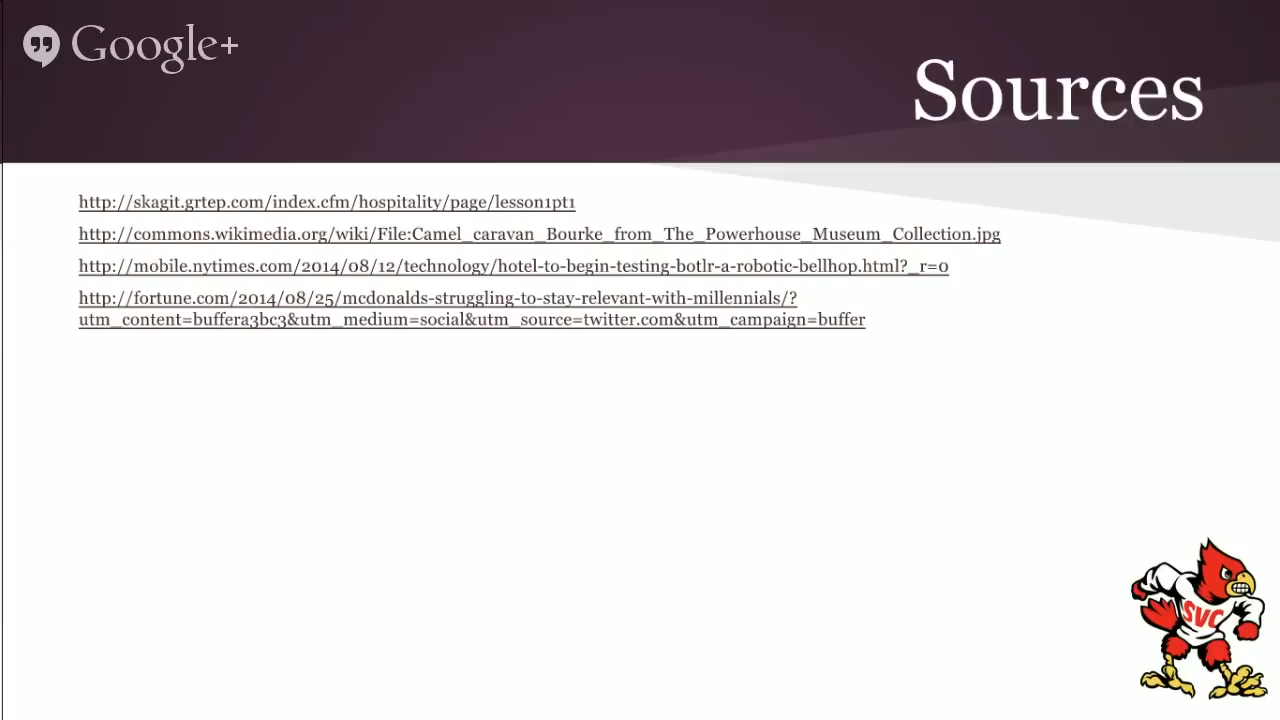 Google+
Sources
http://skagit.grtep.com/index.cfm/hospitality/page/lesson1pt1
http://commons.wikimedia.org/wiki/File:Camel_caravan_Bourke_from_The_Powerhouse_Museum_Collection.jpg
http://mobile.nytimes.com/2014/08/12/technology/hotel-to-begin-testing-botlr-a-robotic-bellhop.html?_r=0
http://fortune.com/2014/08/25/mcdonalds-struggling-to-stay-relevant-with-millennials/?
utm_content=buffera3bc3&utm_medium=social&utm_source=twitter.com&utm_campaign=buffer
SVC